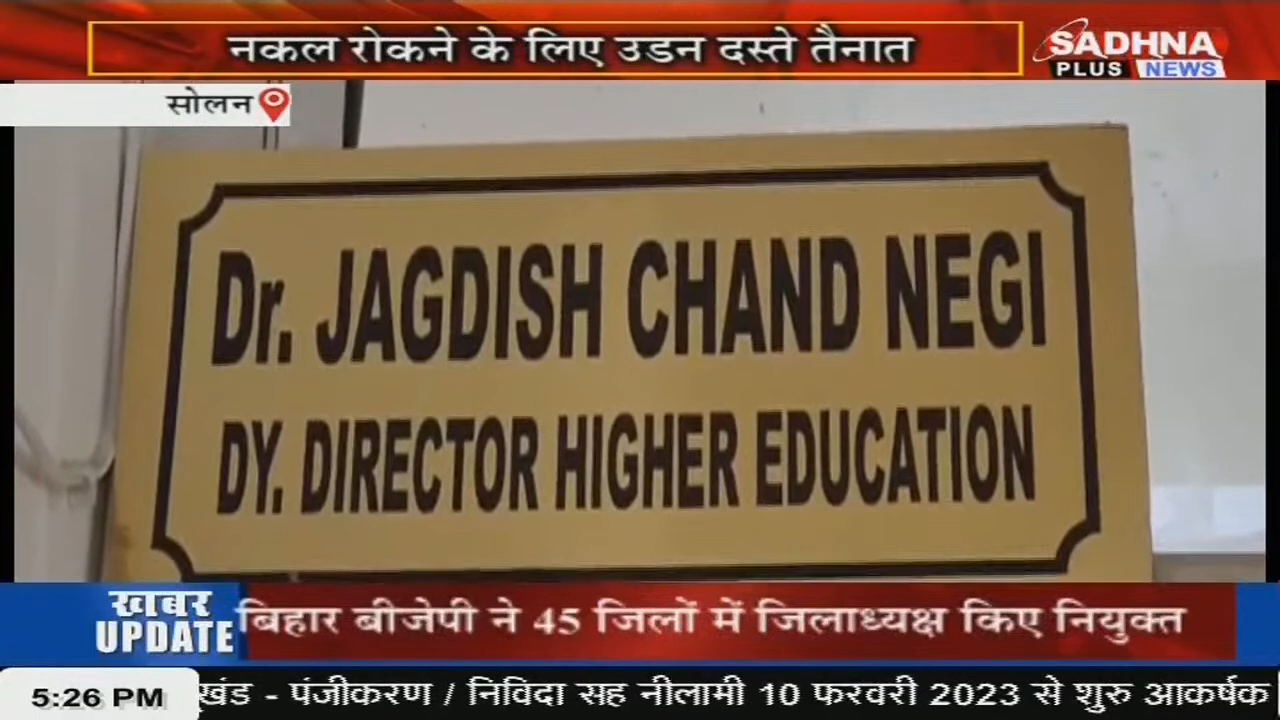 नकल रोकने के लिए उडन दस्ते तैनात
SADHNA
PLUS NEWS
सोलन
Dr. JAGDISH CHAND NEGI
DY. DIRECTOR HIGHER EDUCATION
खबर
UPDATE
बिहार बीजेपी ने 45 जिलों में जिलाध्यक्ष किए नियुक्त
5:26 PM
खंड - पंजीकरण / निविदा सह नीलामी 10 फरवरी 2023 से शुरु आकर्षक